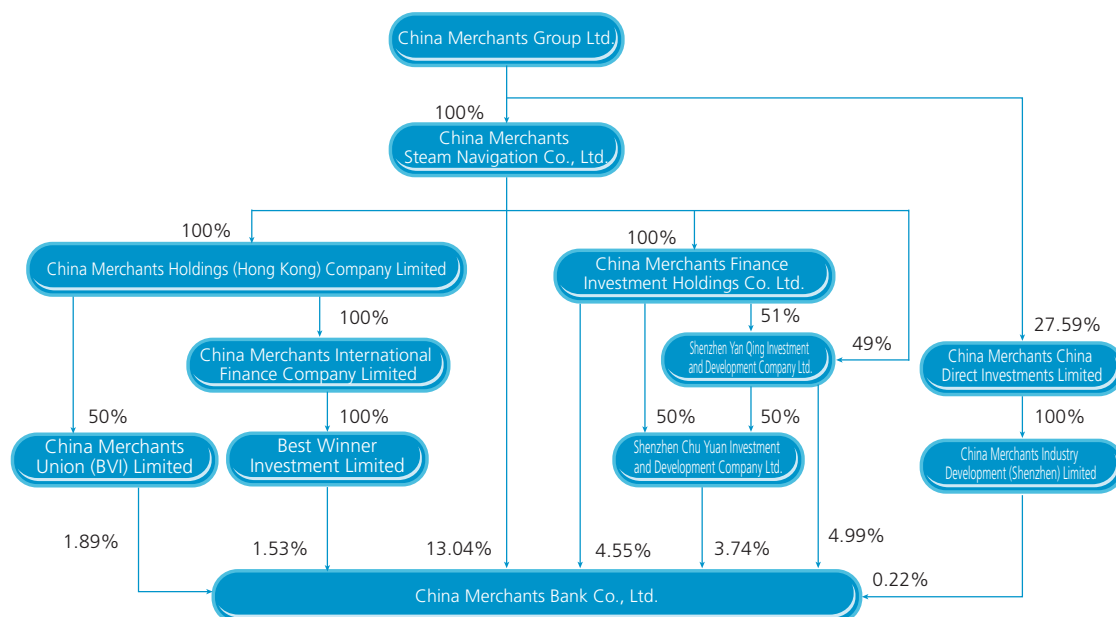 China Merchants Group Ltd.
100%
China Merchants
Steam Navigation Co., Ltd.
100%
100%
China Merchants Holdings (Hong Kong) Company Limited
China Merchants Finance
Investment Holdings Co. Ltd.
100%
51%
27.59%
China Merchants International
Finance Company Limited
Shenzhen Yan Qing Investment
and Development Company Ltd.
49%
China Merchants China
Direct Investments Limited
50%
100%
50%
50%
100%
China Merchants
Union (BVI) Limited
Best Winner
Investment Limited
Shenzhen Chu Yuan Investment
and Development Company Ltd.
China Merchants Industry
Development (Shenzhen) Limited
1.89%
1.53%
13.04%
4.55%
3.74%
4.99%
0.22%
China Merchants Bank Co., Ltd.